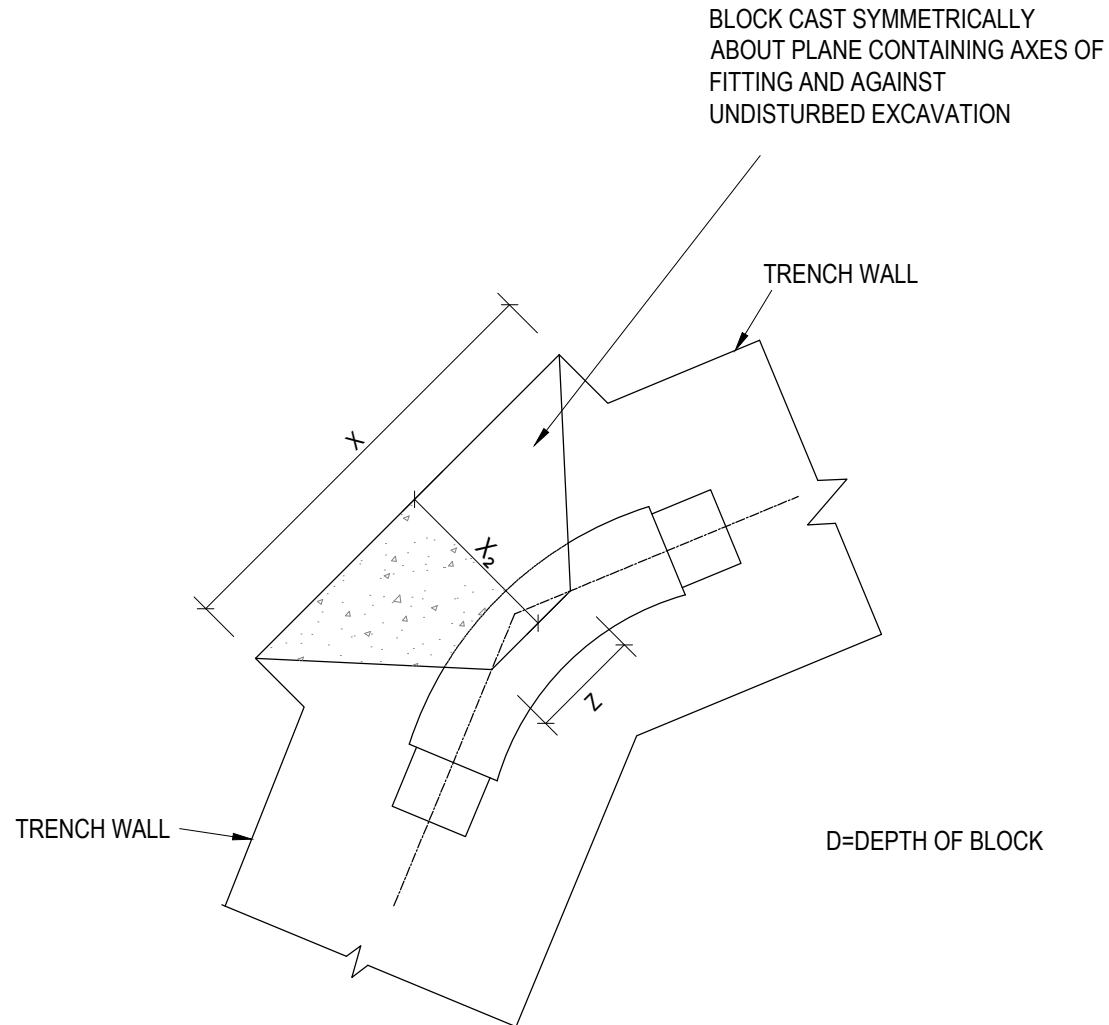 BLOCK CAST SYMMETRICALLY
ABOUT PLANE CONTAINING AXES OF
FITTING AND AGAINST
UNDISTURBED EXCAVATION
TRENCH WALL
X
X₂
Z
TRENCH WALL
D=DEPTH OF BLOCK